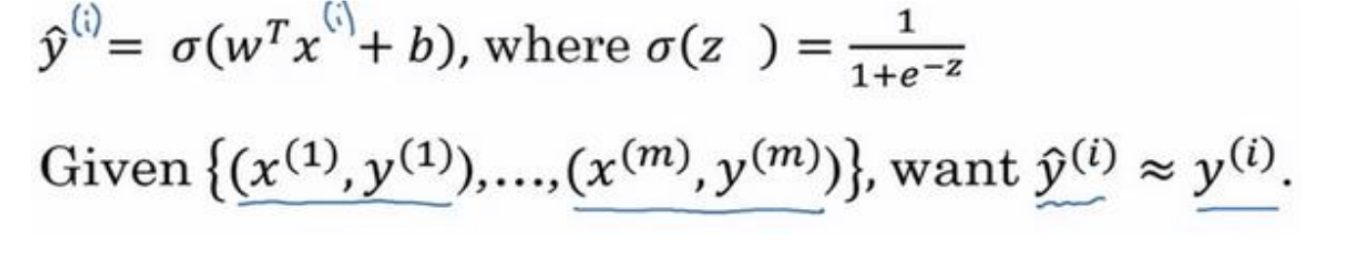 ŷ⁽ⁱ⁾ = σ(wᵀx⁽ⁱ⁾ + b), where σ(z ) = 1/(1+e⁻ᶻ)
Given {(x⁽¹⁾,y⁽¹⁾),...,(x⁽ᵐ⁾,y⁽ᵐ⁾)}, want ŷ⁽ⁱ⁾ ≈ y⁽ⁱ⁾.